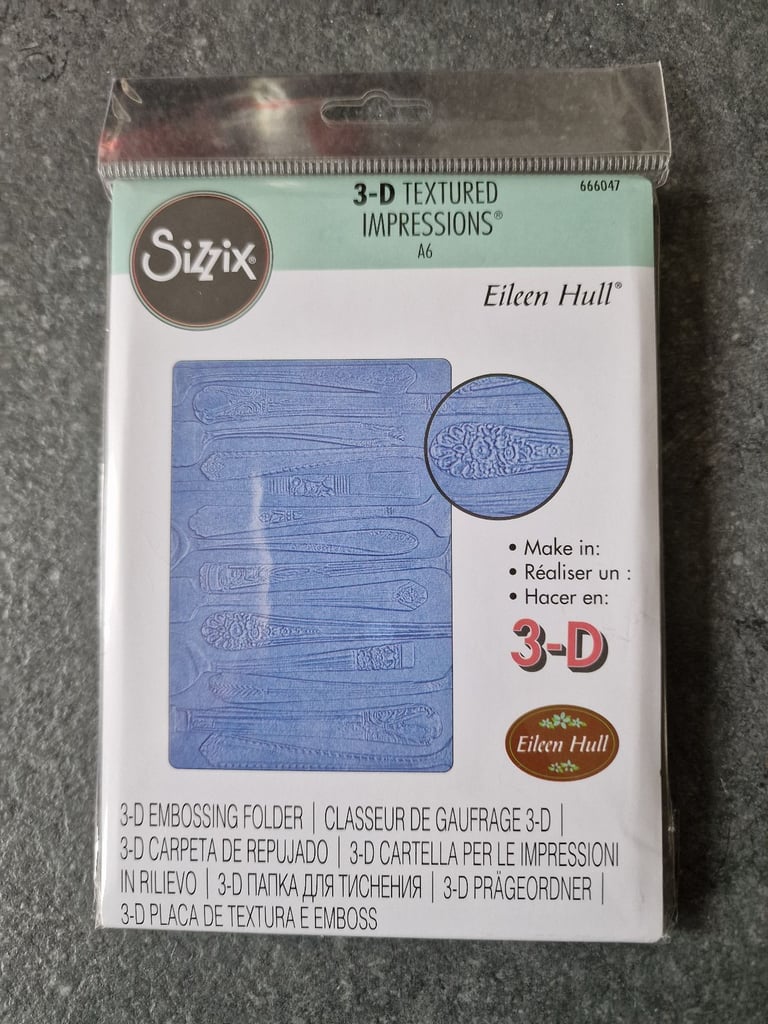 3-D TEXTURED
IMPRESSIONS®
A6
666047
Sizzix®
Eileen Hull®
• Make in:
• Réaliser un :
• Hacer en:
3-D
Eileen Hull
3-D EMBOSSING FOLDER | CLASSEUR DE GAUFRAGE 3-D |
3-D CARPETA DE REPUJADO | 3-D CARTELLA PER LE IMPRESSIONI
IN RILIEVO | 3-D ПАПКА ДЛЯ ТИСНЕНИЯ | 3-D PRÄGEORDNER |
3-D PLACA DE TEXTURA E EMBOSS